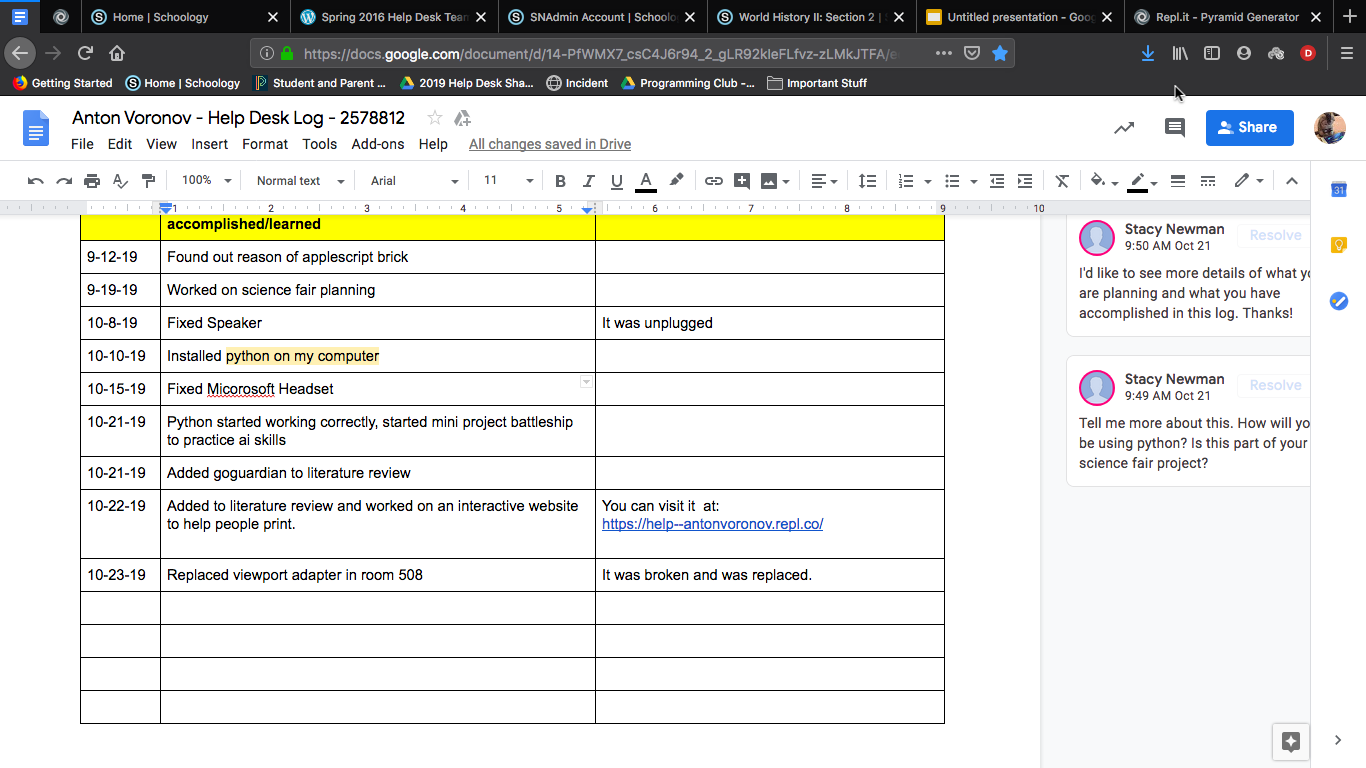 Home | Schoology
Spring 2016 Help Desk Tea
SNAdmin Account | Schoolo
World History II: Section 2 |
Untitled presentation – Goo
Repl.it - Pyramid Generator
https://docs.google.com/document/d/14-PfWMX7_csC4J6r94_2_gLR92kleFLfvz-zLMkJTFA/e
D
Getting Started
Home | Schoology
Student and Parent ...
2019 Help Desk Sha...
Incident
Programming Club –...
Important Stuff
Anton Voronov - Help Desk Log - 2578812
Share
File Edit View Insert Format Tools Add-ons Help All changes saved in Drive
100% Normal text Arial 11 B I U A
31
1 2 3 4 5 6 7 8 9 10
accomplished/learned
9-12-19 Found out reason of applescript brick
9-19-19 Worked on science fair planning
10-8-19 Fixed Speaker It was unplugged
10-10-19 Installed python on my computer
10-15-19 Fixed Micorosoft Headset
10-21-19 Python started working correctly, started mini project battleship
to practice ai skills
10-21-19 Added goguardian to literature review
10-22-19 Added to literature review and worked on an interactive website You can visit it at:
to help people print. https://help--antonvoronov.repl.co/
10-23-19 Replaced viewport adapter in room 508 It was broken and was replaced.
Stacy Newman
9:50 AM Oct 21
Resolve
I'd like to see more details of what yo
are planning and what you have
accomplished in this log. Thanks!
Stacy Newman
9:49 AM Oct 21
Resolve
Tell me more about this. How will yo
be using python? Is this part of your
science fair project?